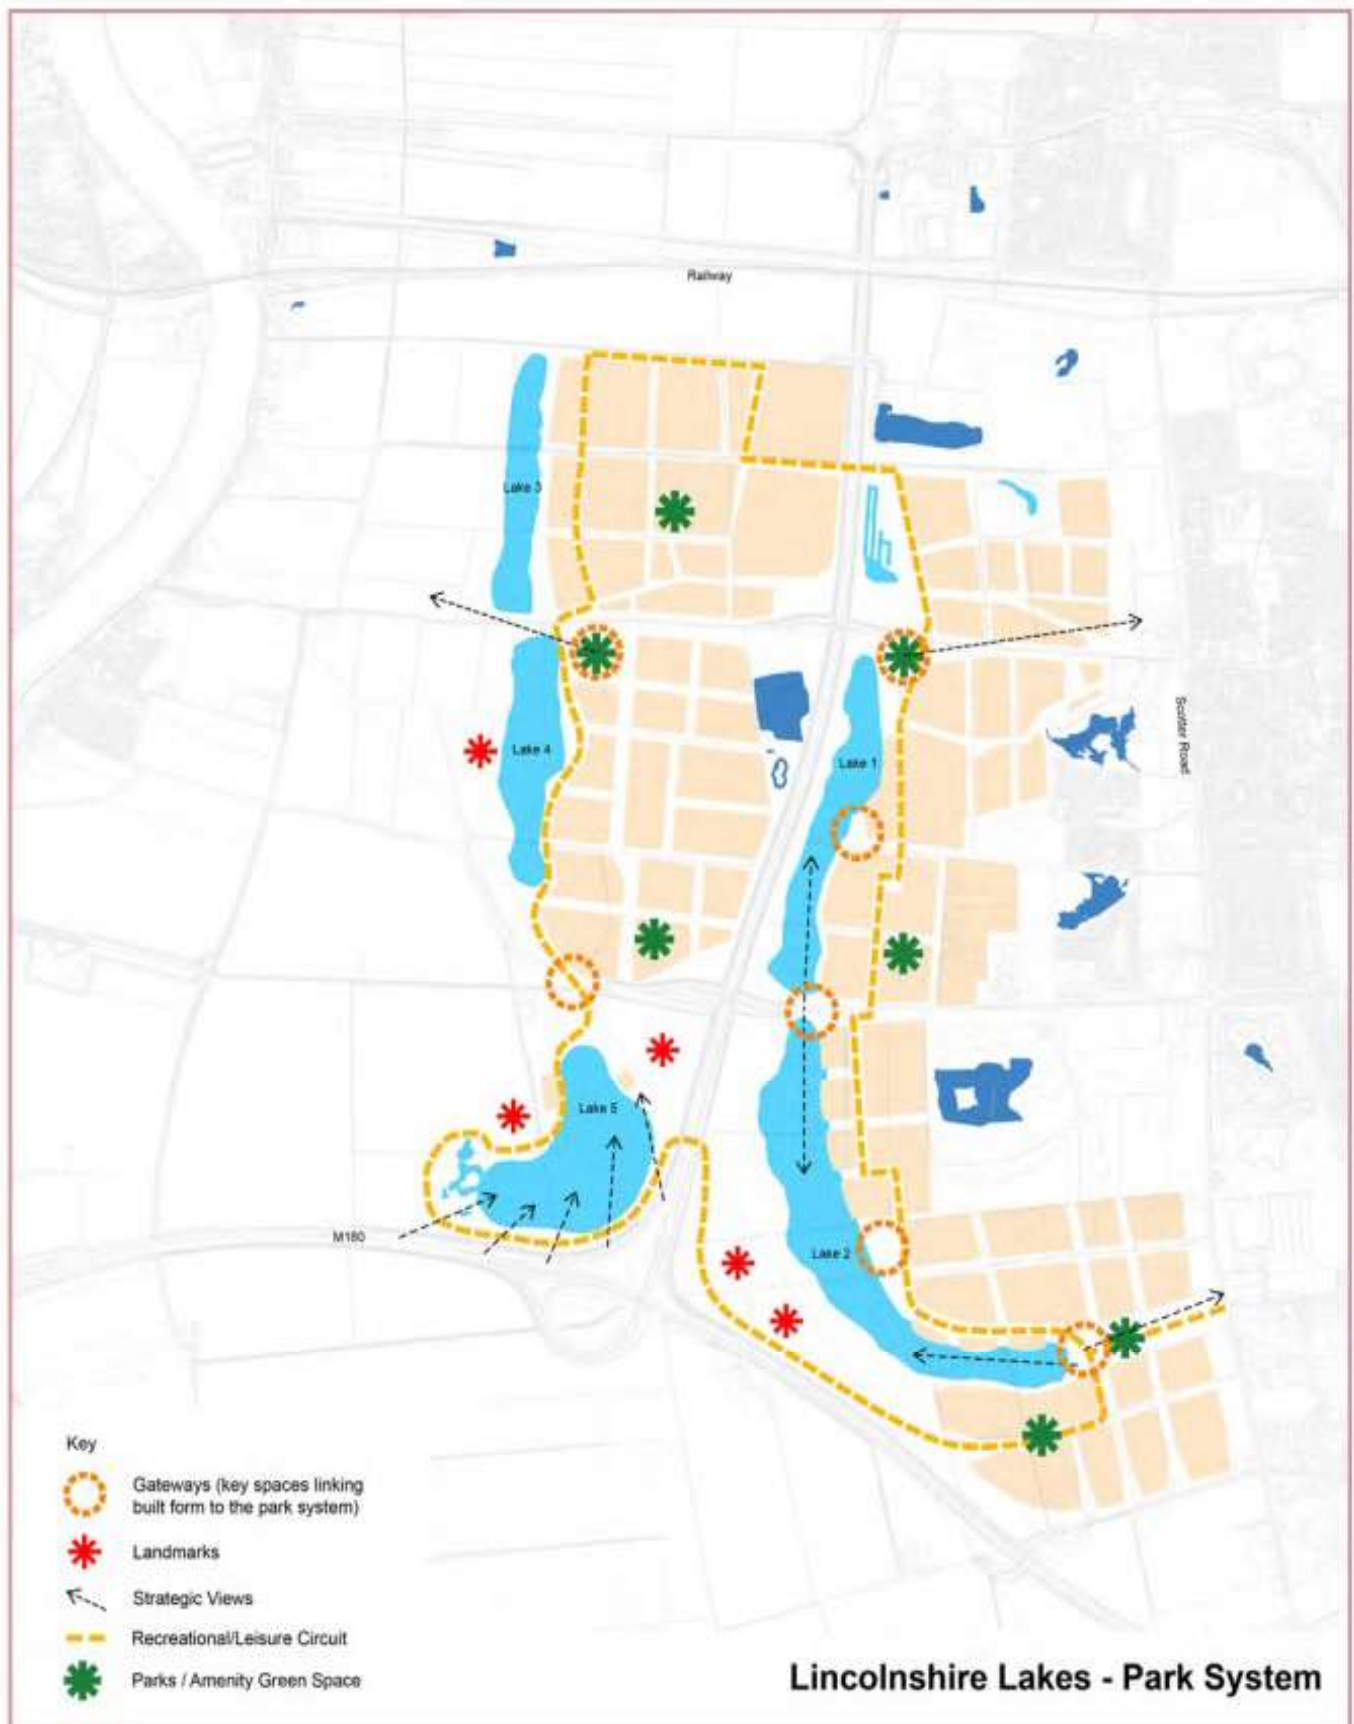 Railway
Lake 3
Scotter Road
Lake 4
Lake 1
Lake 5
M180
Lake 2
Key
Gateways (key spaces linking
built form to the park system)
Landmarks
Strategic Views
Recreational/Leisure Circuit
Parks / Amenity Green Space
Lincolnshire Lakes - Park System